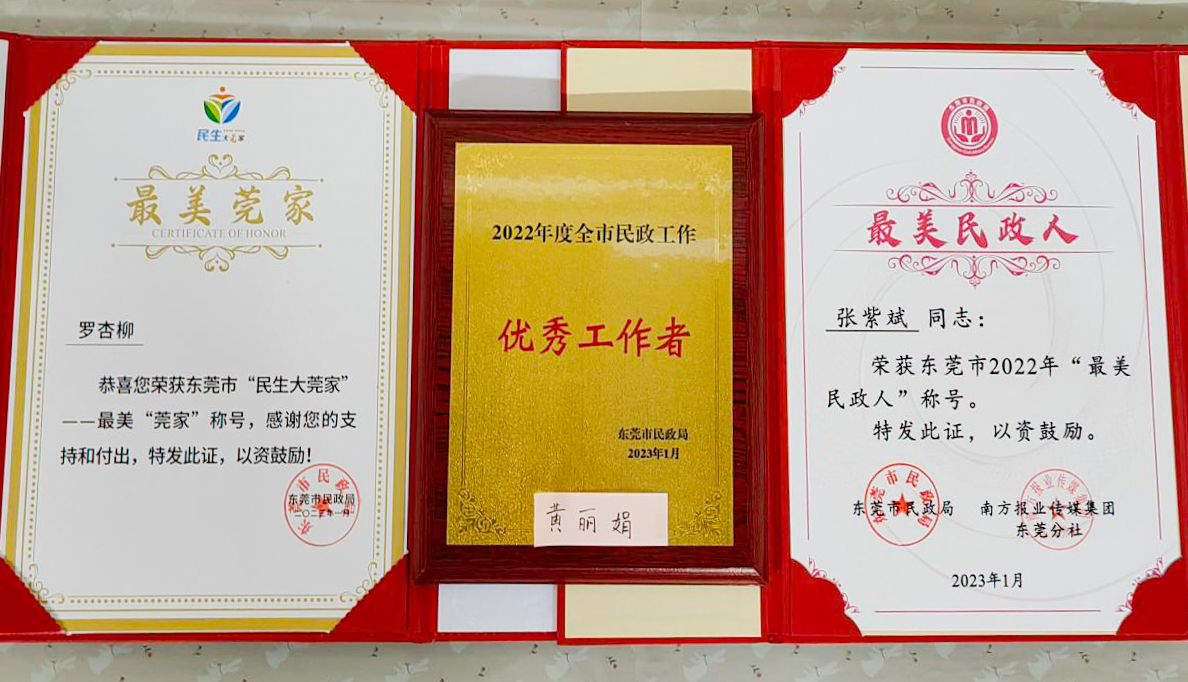 民生大莞家
最美莞家
CERTIFICATE OF HONOR
罗杏柳
恭喜您荣获东莞市“民生大莞家”
——最美“莞家”称号，感谢您的支
持和付出，特发此证，以资鼓励！
东莞市民政局
二〇二三年一月
2022年度全市民政工作
优秀工作者
东莞市民政局
2023年1月
黄丽娟
最美民政人
张紫斌 同志：
荣获东莞市2022年“最美
民政人”称号。
特发此证，以资鼓励。
东莞市民政局 南方报业传媒集团
东莞分社
2023年1月